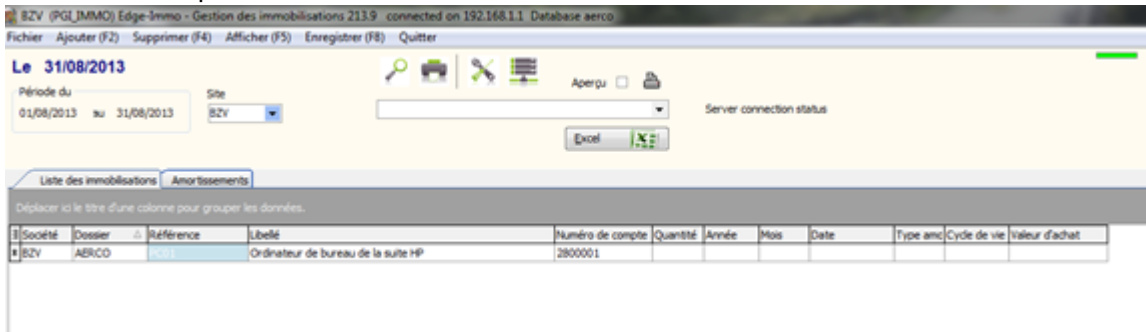 BZV (PGI_IMMO) Edge-Immo - Gestion des immobilisations 213.9 connected on 192.168.1.1 Database aerco
Fichier Ajouter (F2) Supprimer (F4) Afficher (F5) Enregistrer (F8) Quitter
Le 31/08/2013
Aperçu
Période du
Site
01/08/2013 au 31/08/2013 BZV
Server connection status
Excel
Liste des immobilisations Amortissements
Déplacer ici le titre d'une colonne pour grouper les données.
Société Dossier Référence Libellé Numéro de compte Quantité Année Mois Date Type amo Cycle de vie Valeur d'achat
BZV AERCO PC01 Ordinateur de bureau de la suite HP 2800001